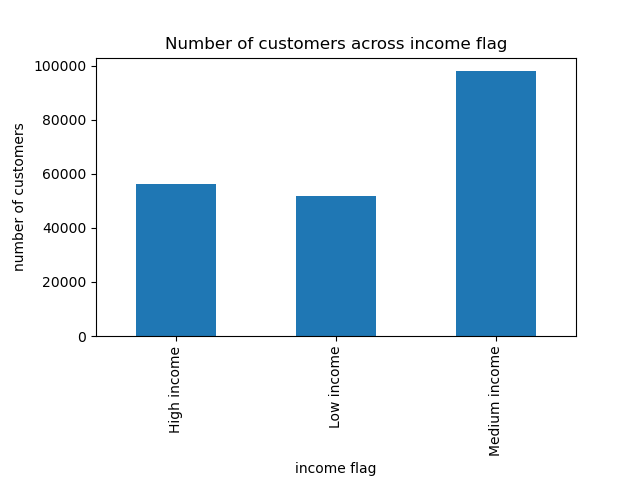 Number of customers across income flag
number of customers
100000
80000
60000
40000
20000
0
High income
Low income
Medium income
income flag